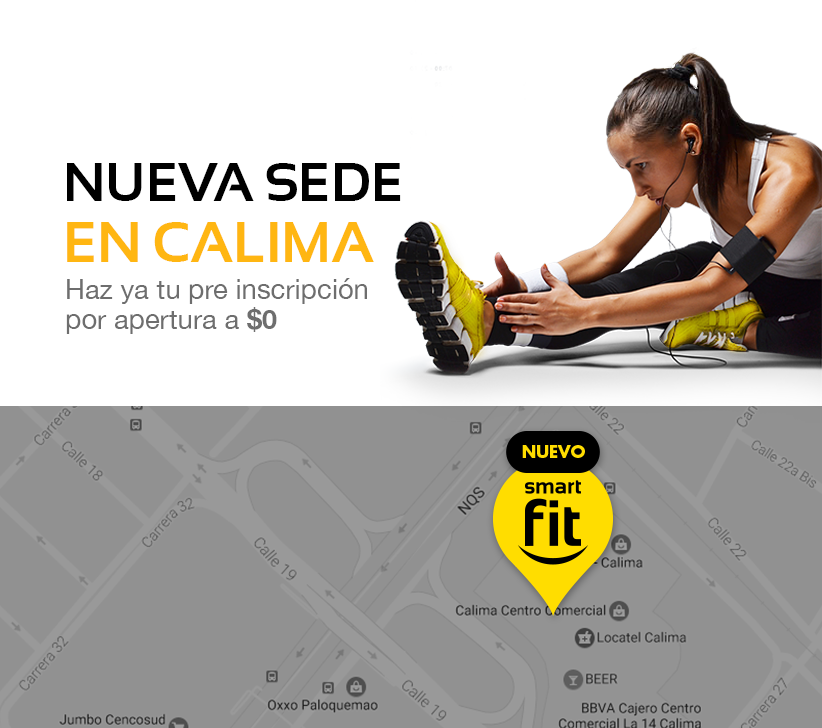 NUEVA SEDE
EN CALIMA
Haz ya tu pre inscripción
por apertura a $0
Carrera 32
Calle 22
Calle 18
NUEVO
Calle 22a Bis
smart
fit
NQS
Carrera 32
Calle 22
Calle 19
Calima
Calima Centro Comercial
Locatel Calima
Carrera 32
BEER
Carrera 27
Oxxo Paloquemao
Calle 19
BBVA Cajero Centro
Comercial La 14 Calima
Jumbo Cencosud